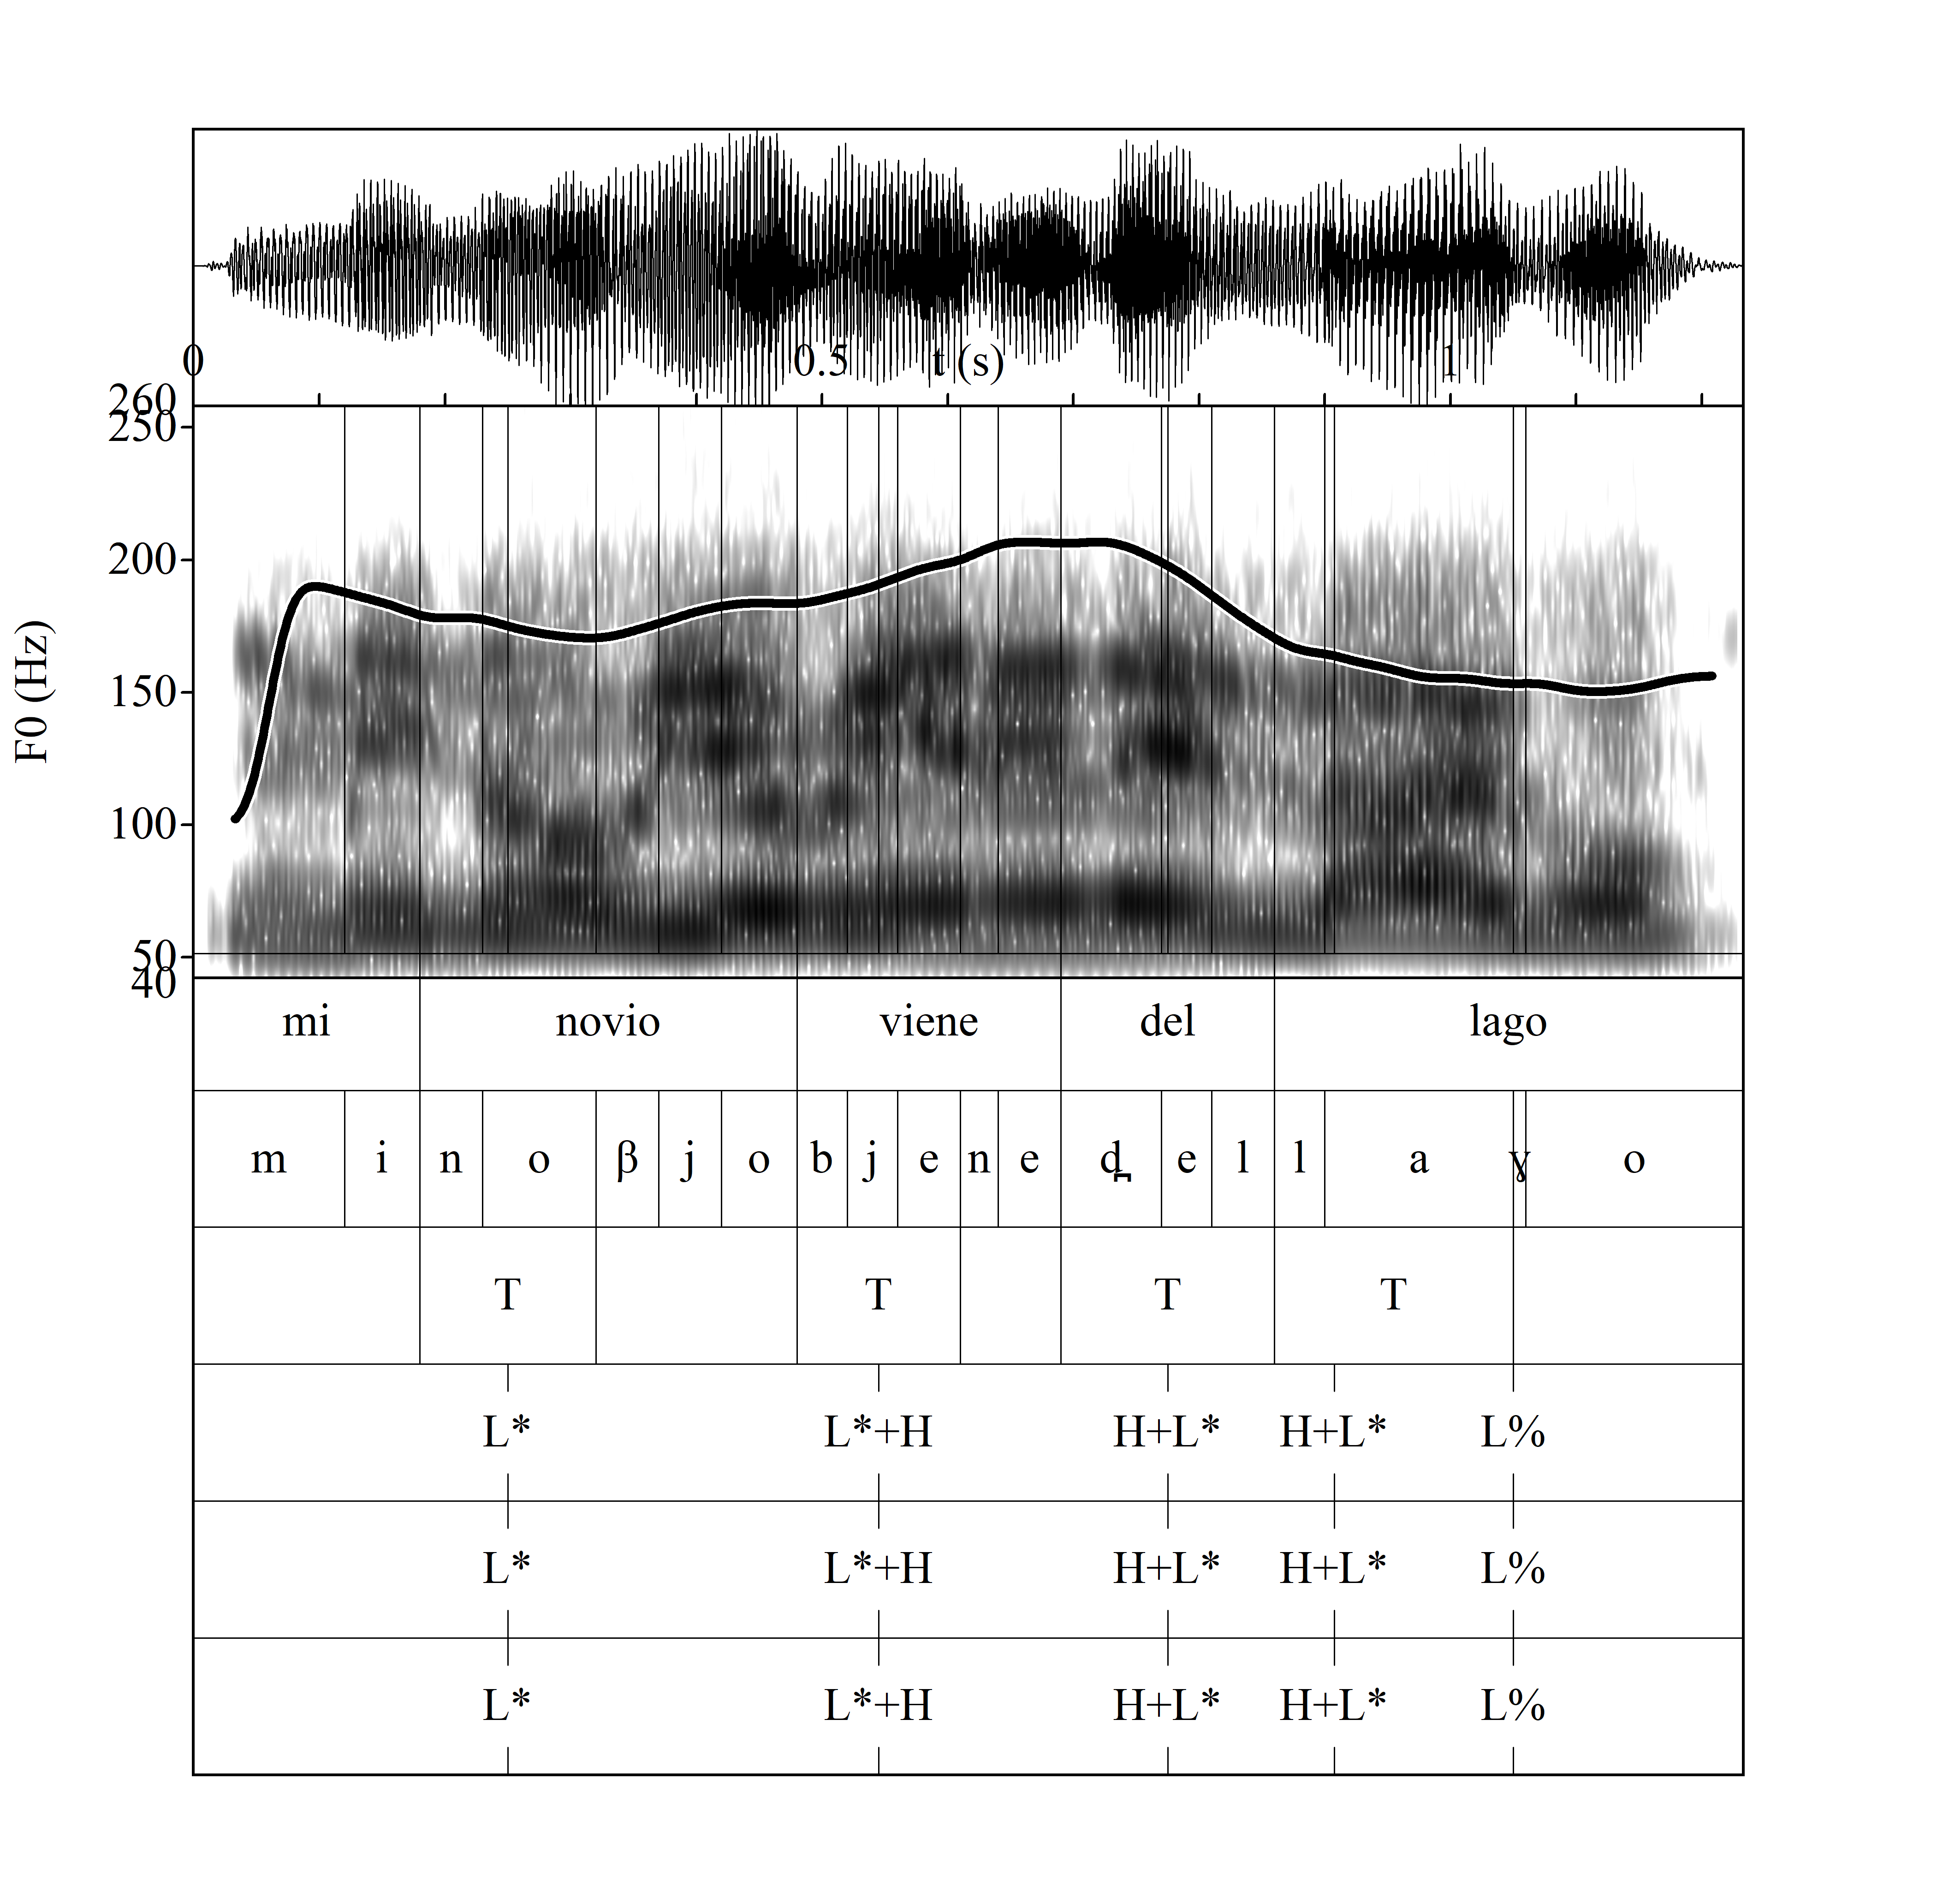 0 0.5 t (s) 1
260
250
200
150
100
50
40
F0 (Hz)
mi novio viene del lago
m i n o β j o b j e n e d̪ e l l a ɣ o
T T T T
L* L*+H H+L* H+L* L%
L* L*+H H+L* H+L* L%
L* L*+H H+L* H+L* L%